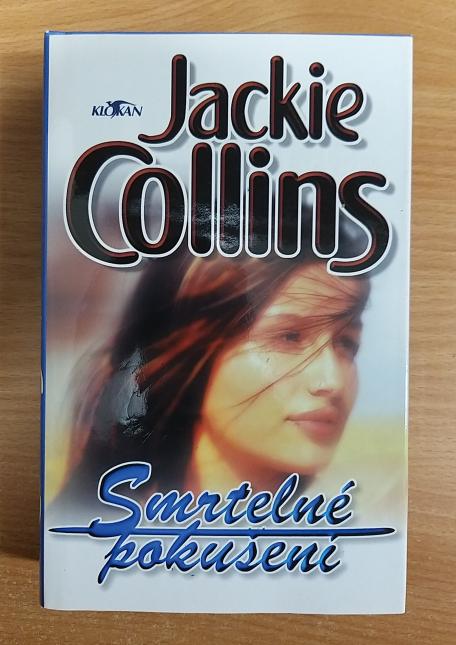 KLOKAN
Jackie
Collins
Smrtelné
pokušení